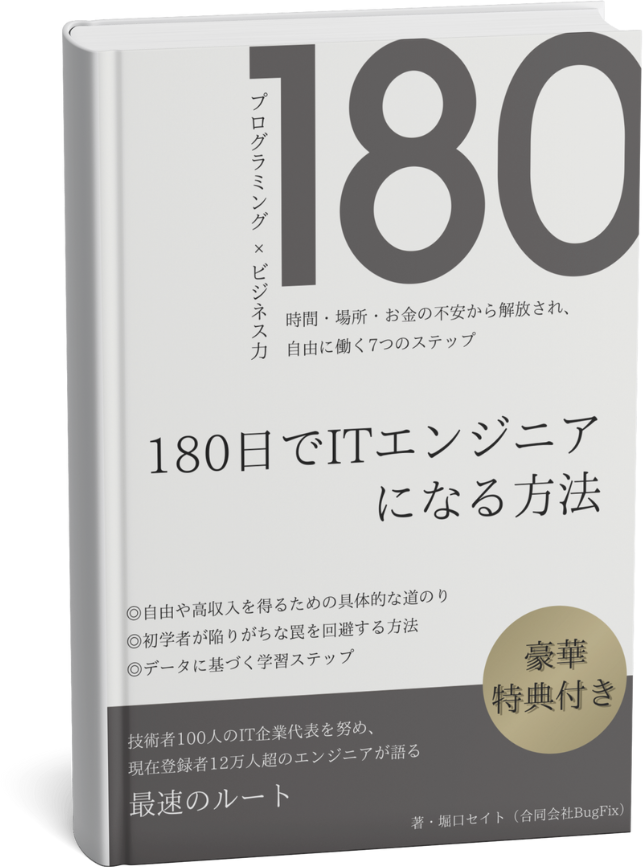 180
プログラミング × ビジネス力
時間・場所・お金の不安から解放され、
自由に働く7つのステップ
180日でITエンジニア
になる方法
◎自由や高収入を得るための具体的な道のり
◎初学者が陥りがちな罠を回避する方法
◎データに基づく学習ステップ
豪華
特典付き
技術者100人のIT企業代表を努め、
現在登録者12万人超のエンジニアが語る
最速のルート
著・堀口セイト（合同会社BugFix）